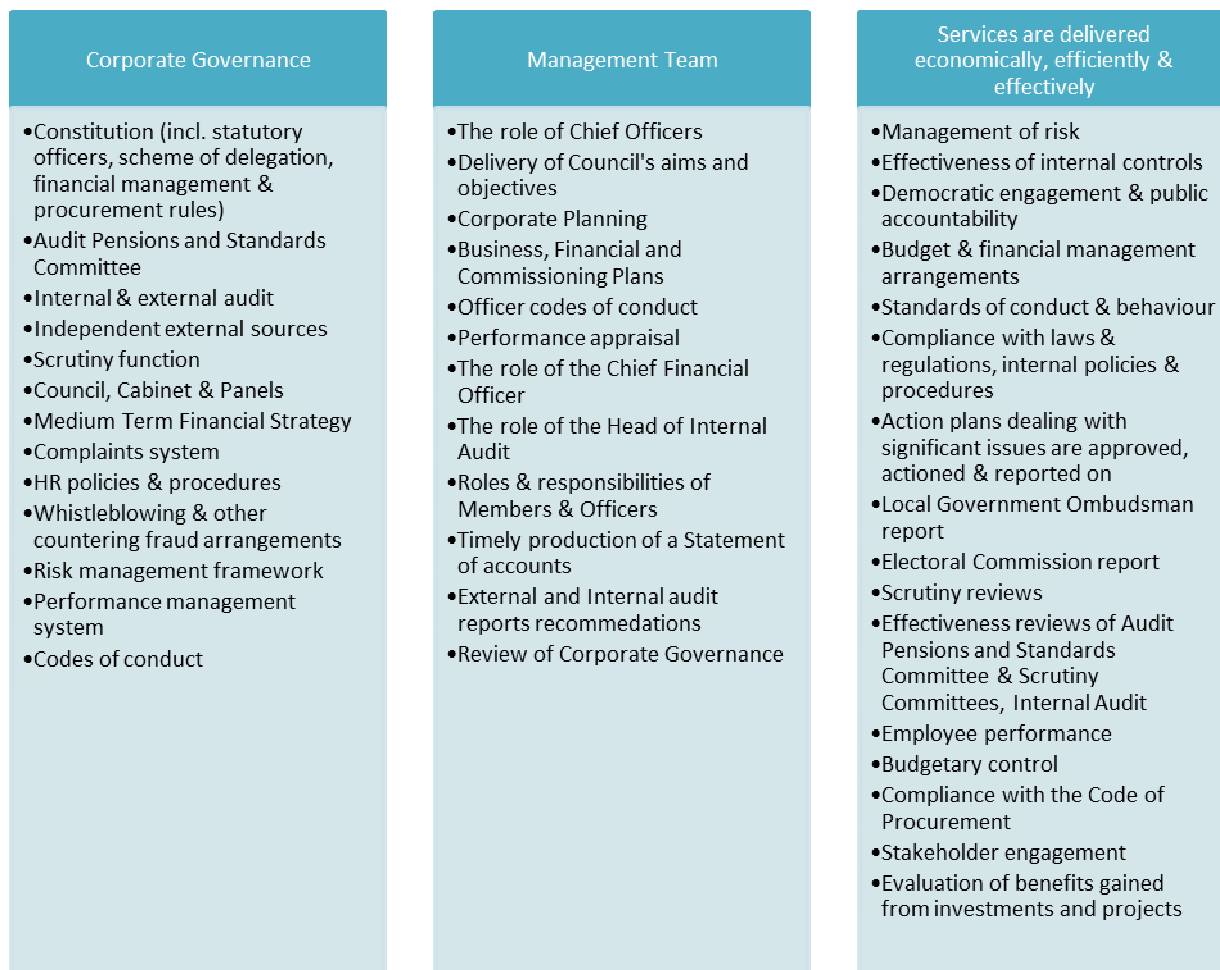 Corporate Governance
•Constitution (incl. statutory
officers, scheme of delegation,
financial management &
procurement rules)
•Audit Pensions and Standards
Committee
•Internal & external audit
•Independent external sources
•Scrutiny function
•Council, Cabinet & Panels
•Medium Term Financial Strategy
•Complaints system
•HR policies & procedures
•Whistleblowing & other
countering fraud arrangements
•Risk management framework
•Performance management
system
•Codes of conduct
Management Team
•The role of Chief Officers
•Delivery of Council's aims and
objectives
•Corporate Planning
•Business, Financial and
Commissioning Plans
•Officer codes of conduct
•Performance appraisal
•The role of the Chief Financial
Officer
•The role of the Head of Internal
Audit
•Roles & responsibilities of
Members & Officers
•Timely production of a Statement
of accounts
•External and Internal audit
reports recommedations
•Review of Corporate Governance
Services are delivered
economically, efficiently &
effectively
•Management of risk
•Effectiveness of internal controls
•Democratic engagement & public
accountability
•Budget & financial management
arrangements
•Standards of conduct & behaviour
•Compliance with laws &
regulations, internal policies &
procedures
•Action plans dealing with
significant issues are approved,
actioned & reported on
•Local Government Ombudsman
report
•Electoral Commission report
•Scrutiny reviews
•Effectiveness reviews of Audit
Pensions and Standards
Committee & Scrutiny
Committees, Internal Audit
•Employee performance
•Budgetary control
•Compliance with the Code of
Procurement
•Stakeholder engagement
•Evaluation of benefits gained
from investments and projects